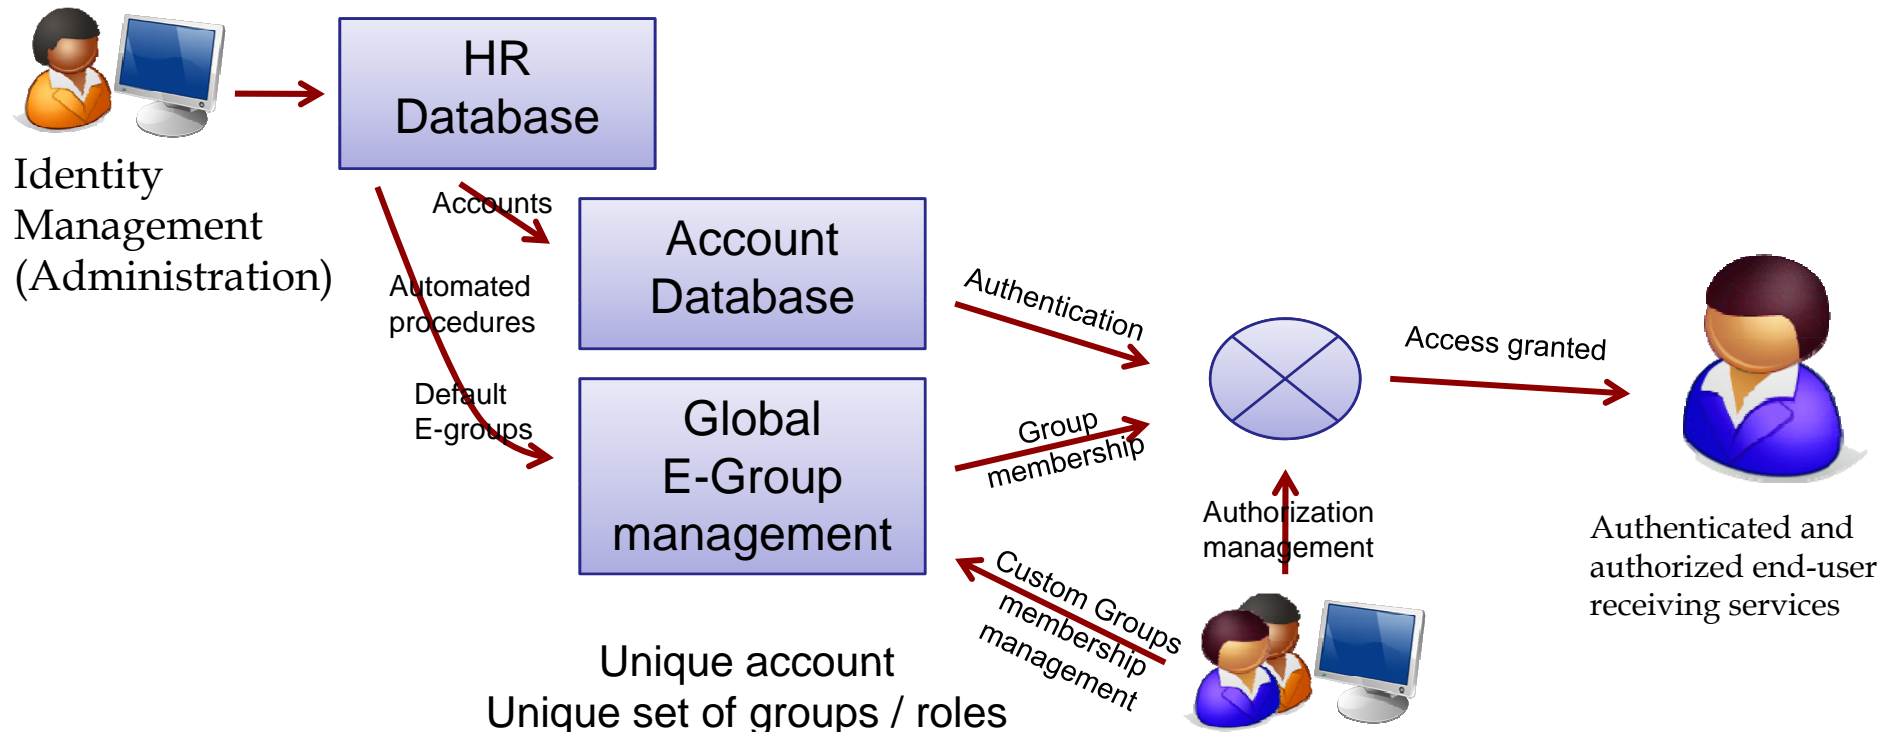 HR
Database
Identity
Management
(Administration)
Accounts
Account
Database
Automated
procedures
Authentication
Access granted
Default
E-groups
Global
E-Group
management
Group
membership
Authorization
management
Custom Groups
membership
management
Authenticated and
authorized end-user
receiving services
Unique account
Unique set of groups / roles